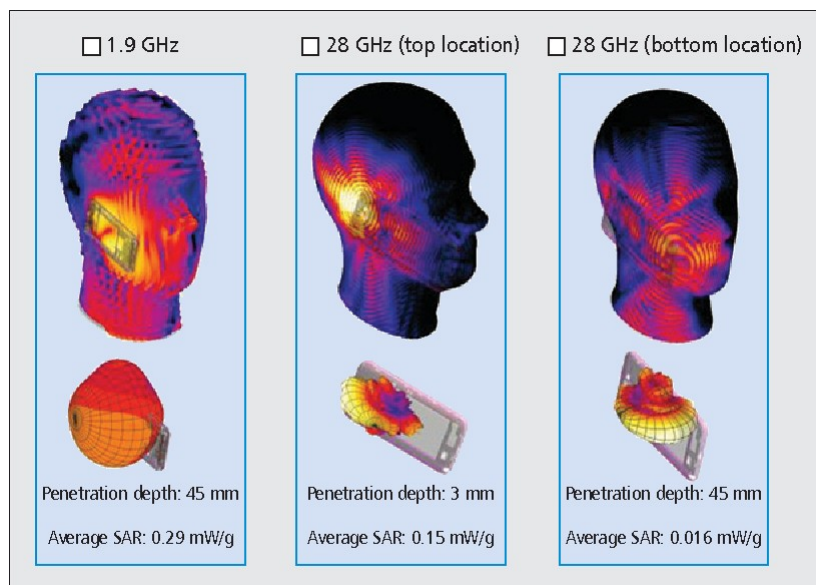 1.9 GHz
28 GHz (top location)
28 GHz (bottom location)
Penetration depth: 45 mm
Average SAR: 0.29 mW/g
Penetration depth: 3 mm
Average SAR: 0.15 mW/g
Penetration depth: 45 mm
Average SAR: 0.016 mW/g